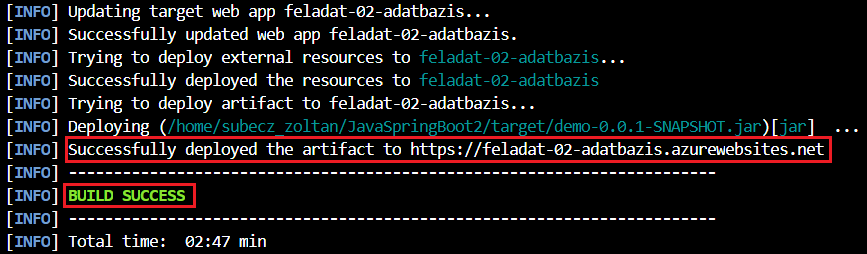 [INFO] Updating target web app feladat-02-adatbazis...
[INFO] Successfully updated web app feladat-02-adatbazis.
[INFO] Trying to deploy external resources to feladat-02-adatbazis...
[INFO] Successfully deployed the resources to feladat-02-adatbazis
[INFO] Trying to deploy artifact to feladat-02-adatbazis...
[INFO] Deploying (/home/subecz_zoltan/JavaSpringBoot2/target/demo-0.0.1-SNAPSHOT.jar)[jar]  ...
[INFO] Successfully deployed the artifact to https://feladat-02-adatbazis.azurewebsites.net
[INFO] ------------------------------------------------------------------------
[INFO] BUILD SUCCESS
[INFO] ------------------------------------------------------------------------
[INFO] Total time:  02:47 min